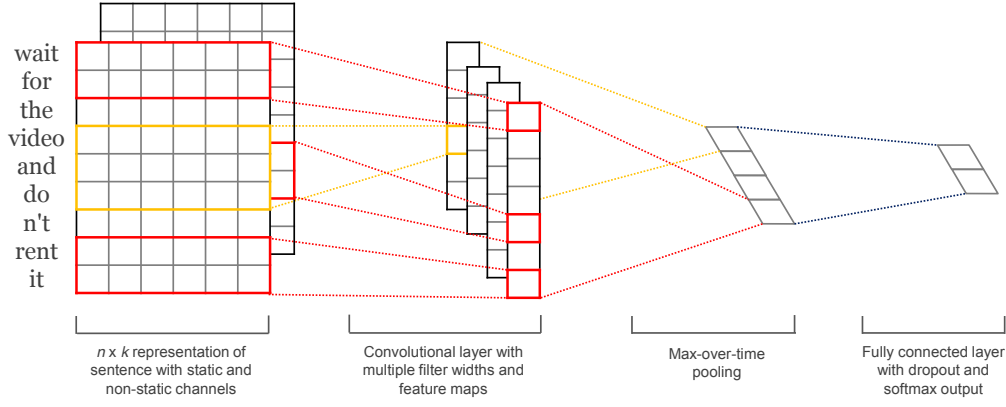 wait
for
the
video
and
do
n't
rent
it
n x k representation of
sentence with static and
non-static channels
Convolutional layer with
multiple filter widths and
feature maps
Max-over-time
pooling
Fully connected layer
with dropout and
softmax output